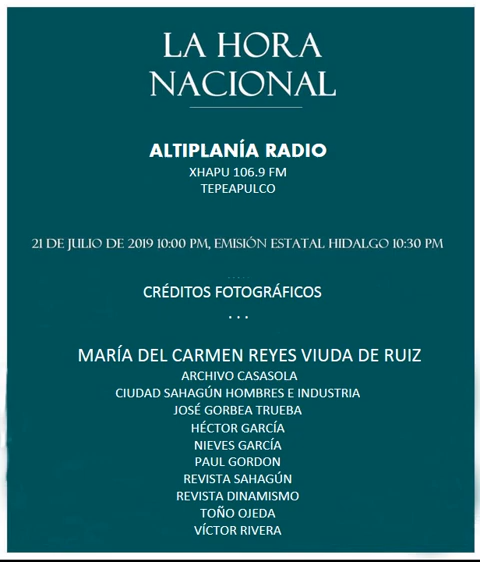 LA HORA
NACIONAL
ALTIPLANÍA RADIO
XHAPU 106.9 FM
TEPEAPULCO
21 DE JULIO DE 2019 10:00 PM, EMISIÓN ESTATAL HIDALGO 10:30 PM
.....
CRÉDITOS FOTOGRÁFICOS
...
MARÍA DEL CARMEN REYES VIUDA DE RUIZ
ARCHIVO CASASOLA
CIUDAD SAHAGÚN HOMBRES E INDUSTRIA
JOSÉ GORBEA TRUEBA
HÉCTOR GARCÍA
NIEVES GARCÍA
PAUL GORDON
REVISTA SAHAGÚN
REVISTA DINAMISMO
TOÑO OJEDA
VÍCTOR RIVERA